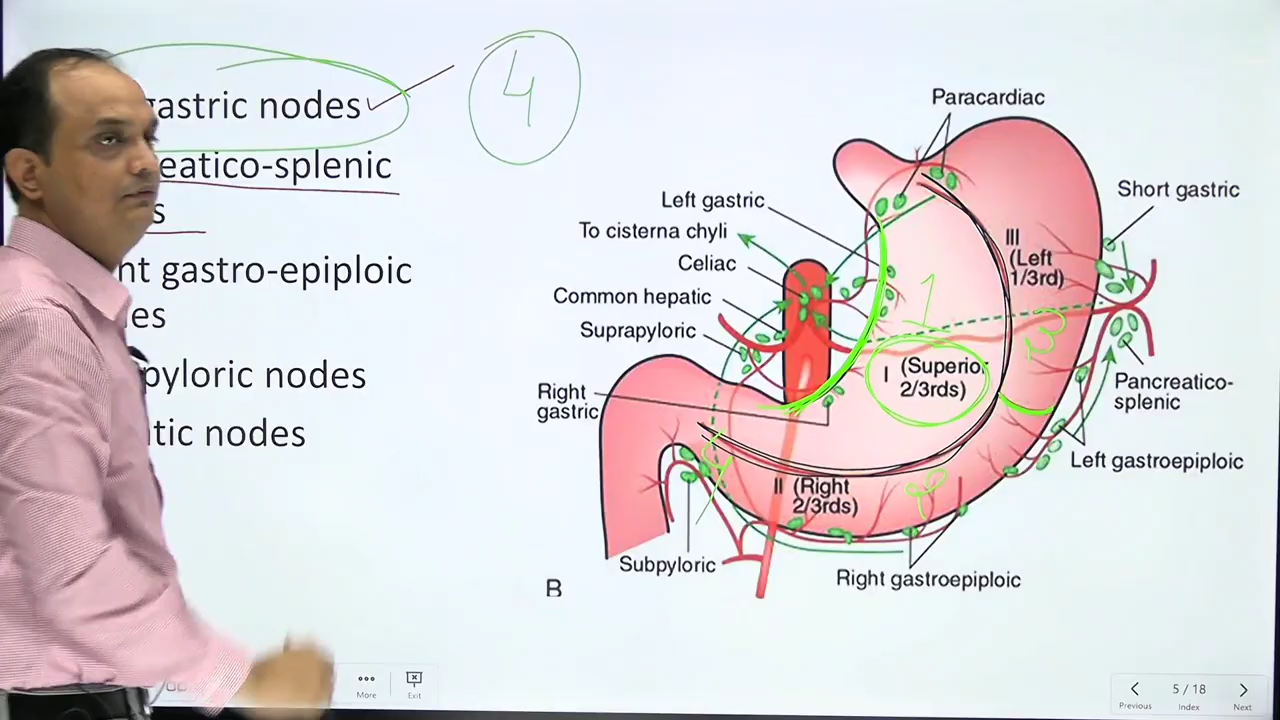 gastric nodes
4
eatico-splenic
s
nt gastro-epiploic
es
pyloric nodes
tic nodes
Paracardiac
Short gastric
Left gastric
To cisterna chyli
Celiac
Common hepatic
Suprapyloric
Right
gastric
III
(Left
1/3rd)
1
3
I (Superior
2/3rds)
Pancreatico-
splenic
Left gastroepiploic
II (Right
2/3rds)
Subpyloric
Right gastroepiploic
B
More
Exit
Previous
5 / 18
Index
Next